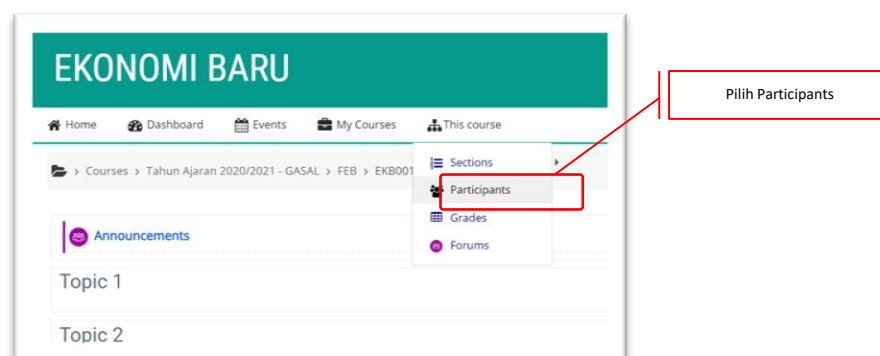 EKONOMI BARU
Pilih Participants
Home Dashboard Events My Courses This course
Courses > Tahun Ajaran 2020/2021 - GASAL > FEB > EKB001
Sections
Participants
Grades
Forums
Announcements
Topic 1
Topic 2